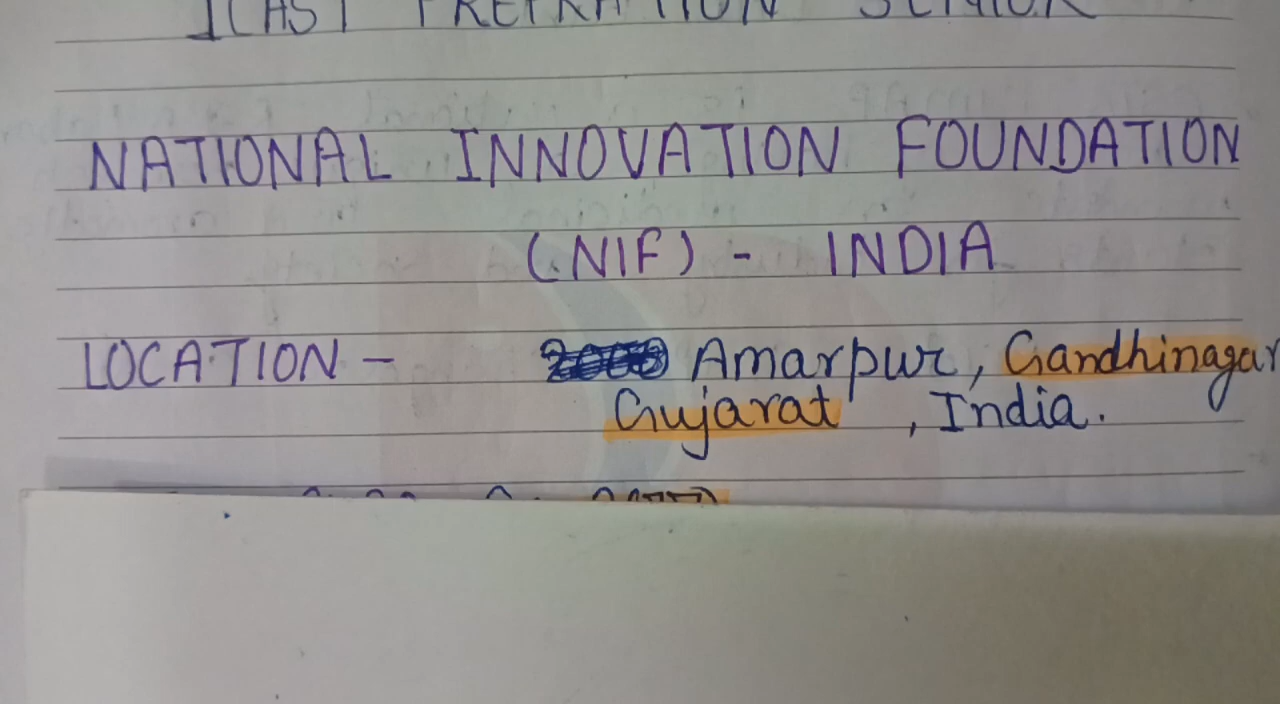 NATIONAL INNOVATION FOUNDATION
(NIF) - INDIA
LOCATION - Amarpur, Gandhinagar
Gujarat, India.